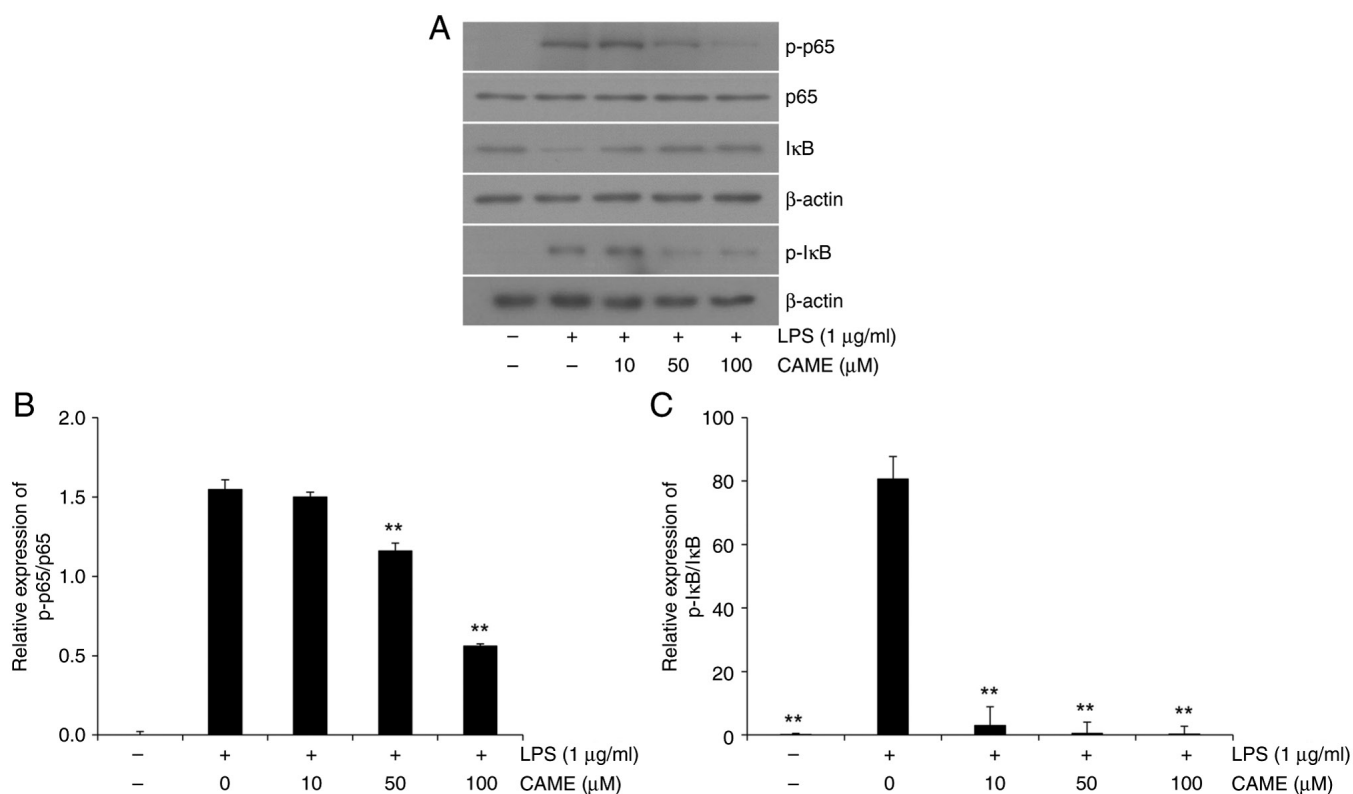 A
p-p65
p65
IκB
β-actin
p-IκB
β-actin
– + + + + LPS (1 μg/ml)
– – 10 50 100 CAME (μM)
B
Relative expression of
p-p65/p65
2.0
1.5
1.0
0.5
0.0
**
**
– + + + + LPS (1 μg/ml)
– 0 10 50 100 CAME (μM)
C
Relative expression of
p-IκB/IκB
100
80
60
40
20
0
**
**
**
**
– + + + + LPS (1 μg/ml)
– 0 10 50 100 CAME (μM)